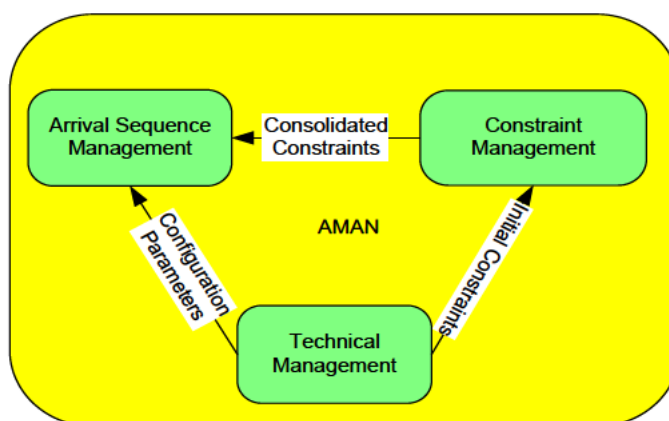 Arrival Sequence
Management
Consolidated
Constraints
Constraint
Management
Configuration
Parameters
AMAN
Initial Constraints
Technical
Management